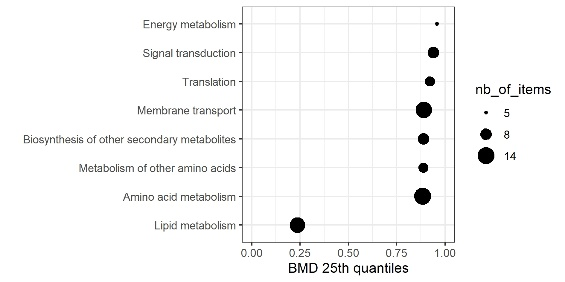 Energy metabolism
Signal transduction
Translation
Membrane transport
Biosynthesis of other secondary metabolites
Metabolism of other amino acids
Amino acid metabolism
Lipid metabolism
0.00 0.25 0.50 0.75 1.00
BMD 25th quantiles
nb_of_items
5
8
14